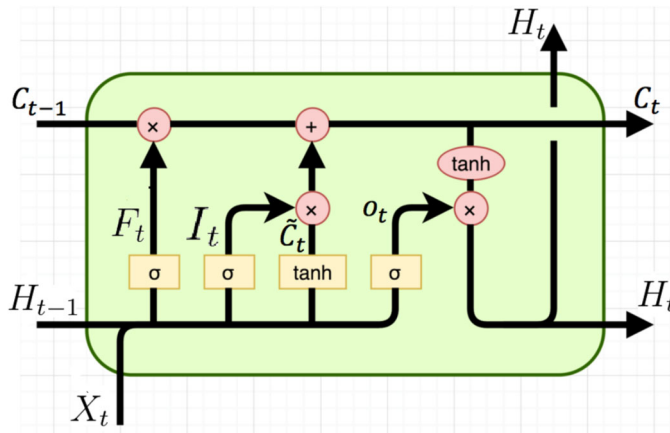 H_t
C_{t-1} × + C_t
tanh
F_t I_t × o_t ×
C̃_t
σ σ tanh σ
H_{t-1} H_t
X_t